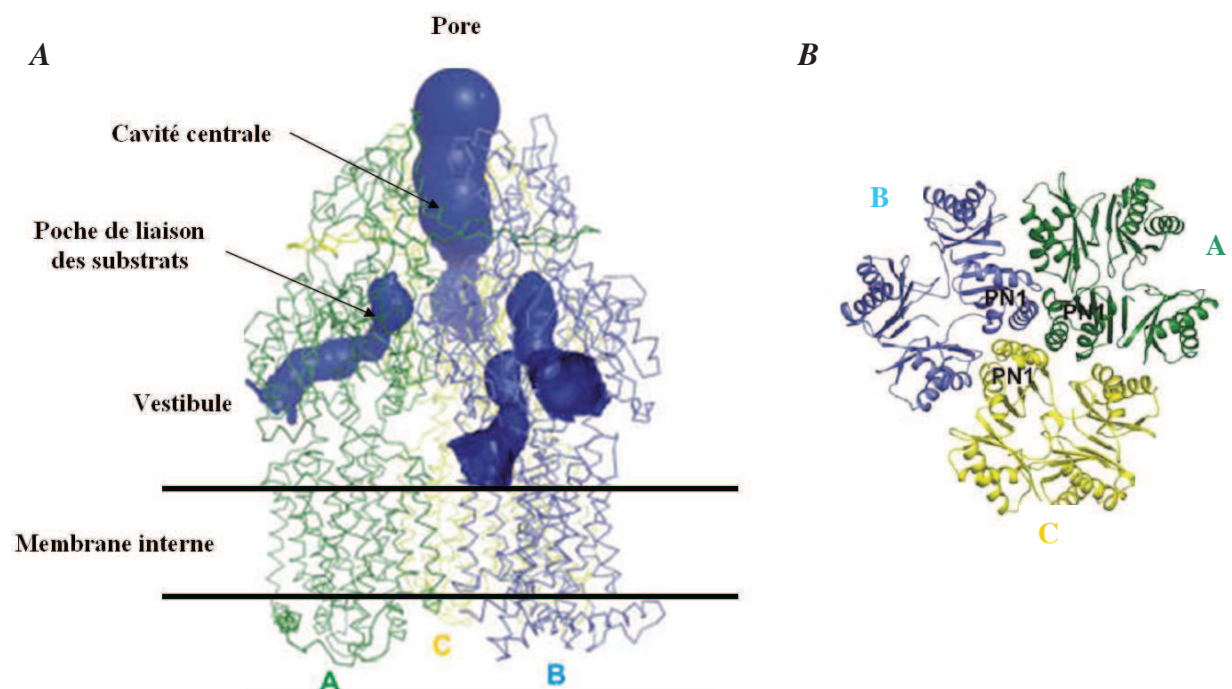 A
Pore
Cavité centrale
Poche de liaison
des substrats
Vestibule
Membrane interne
A
C
B
B
B
A
PN1
PN1
PN1
C